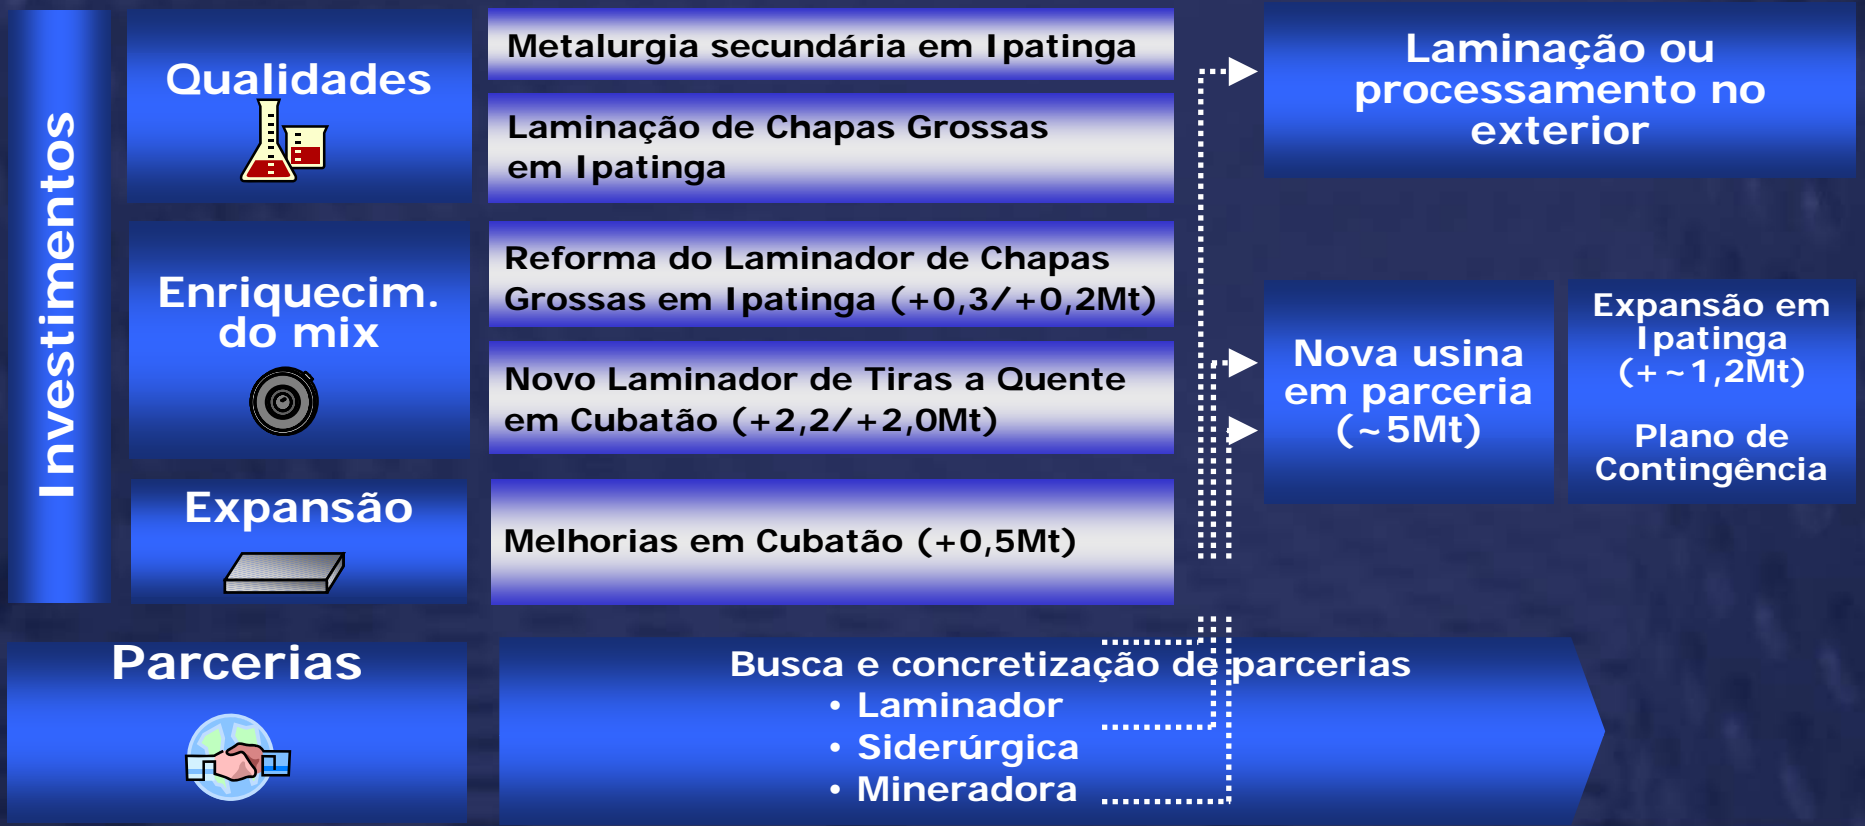 Investimentos
Qualidades
Metalurgia secundária em Ipatinga
Laminação de Chapas Grossas
em Ipatinga
Enriquecim.
do mix
Reforma do Laminador de Chapas
Grossas em Ipatinga (+0,3/+0,2Mt)
Novo Laminador de Tiras a Quente
em Cubatão (+2,2/+2,0Mt)
Expansão
Melhorias em Cubatão (+0,5Mt)
Laminação ou
processamento no
exterior
Nova usina
em parceria
(~5Mt)
Expansão em
Ipatinga
(+~1,2Mt)
Plano de
Contingência
Parcerias
Busca e concretização de parcerias
• Laminador
• Siderúrgica
• Mineradora